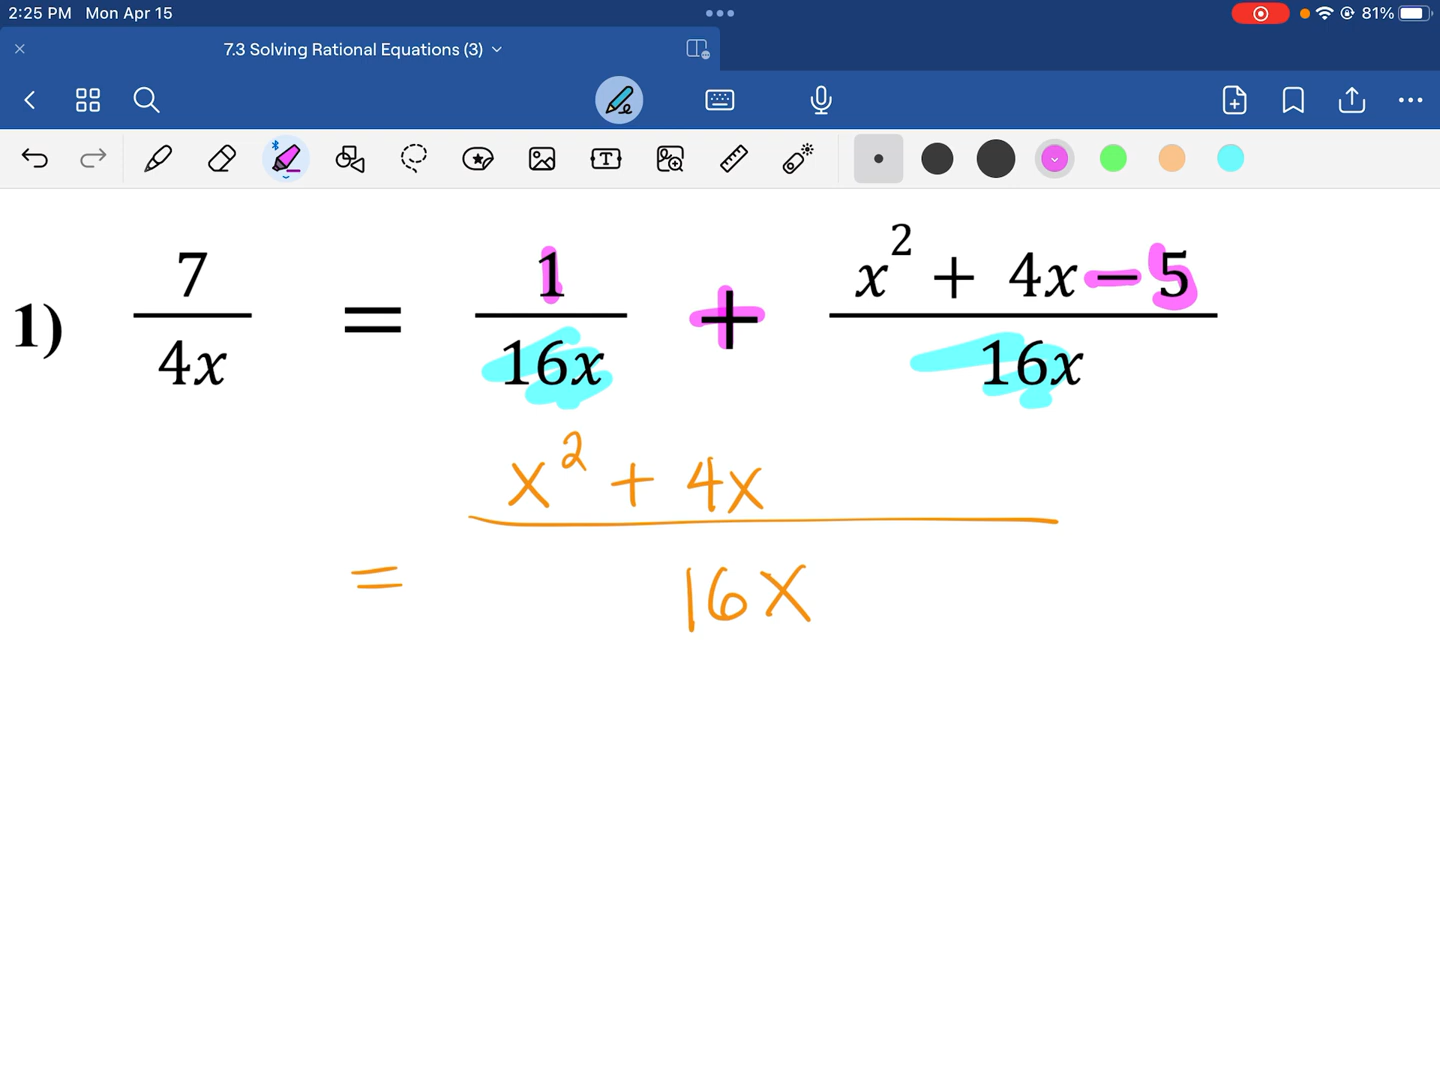 2:25 PM Mon Apr 15 81%
7.3 Solving Rational Equations (3)
1) 7/4x = 1/16x + x² + 4x − 5/16x
= x² + 4x/16x